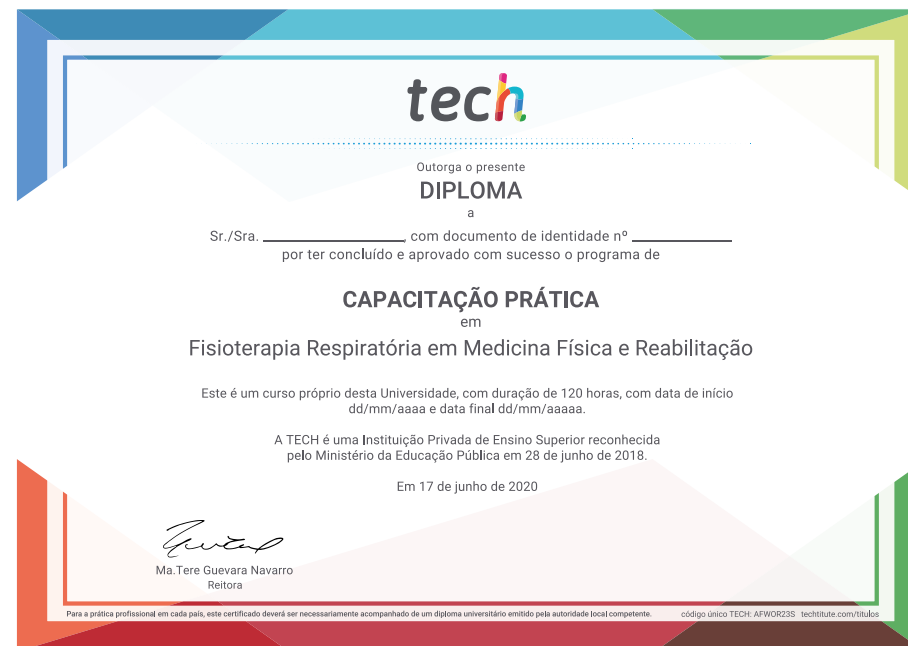 tech
Outorga o presente
DIPLOMA
a
Sr./Sra. ____________________, com documento de identidade nº ______________
por ter concluído e aprovado com sucesso o programa de
CAPACITAÇÃO PRÁTICA
em
Fisioterapia Respiratória em Medicina Física e Reabilitação
Este é um curso próprio desta Universidade, com duração de 120 horas, com data de início
dd/mm/aaaa e data final dd/mm/aaaaa.
A TECH é uma Instituição Privada de Ensino Superior reconhecida
pelo Ministério da Educação Pública em 28 de junho de 2018.
Em 17 de junho de 2020
Ma.Tere Guevara Navarro
Reitora
Para a prática profissional em cada país, este certificado deverá ser necessariamente acompanhado de um diploma universitário emitido pela autoridade local competente. código único TECH: AFWOR23S techtitute.com/titulos